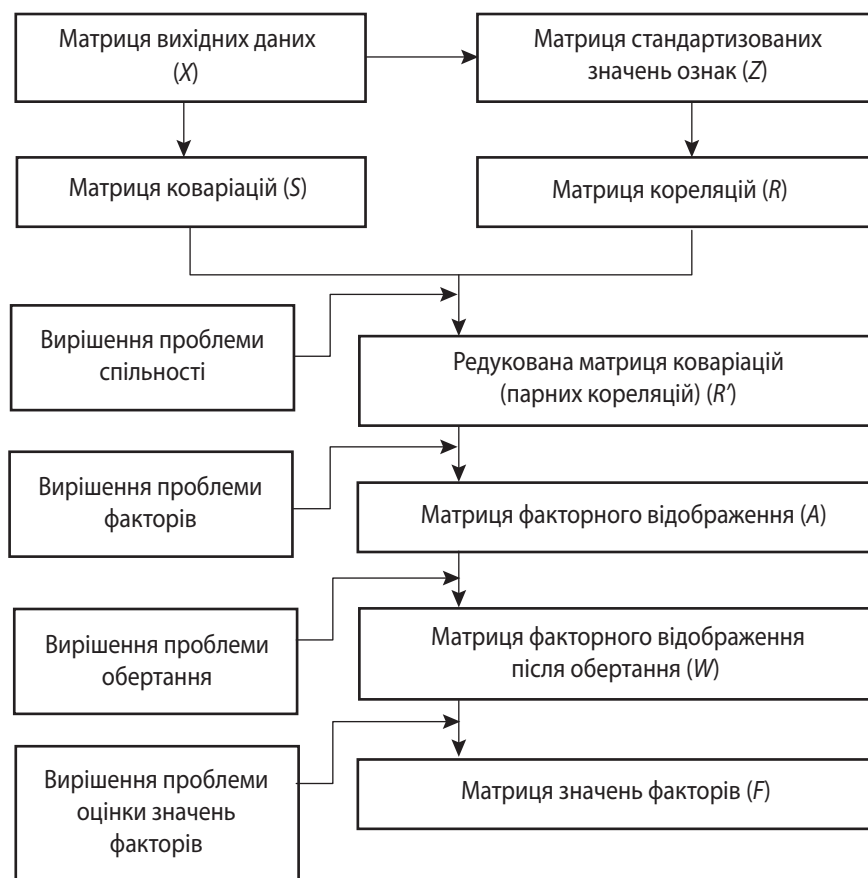 Матриця вихідних даних
(X)
Матриця стандартизованих
значень ознак (Z)
Матриця коваріацій (S)
Матриця кореляцій (R)
Вирішення проблеми
спільності
Редукована матриця коваріацій
(парних кореляцій) (R′)
Вирішення проблеми
факторів
Матриця факторного відображення (A)
Вирішення проблеми
обертання
Матриця факторного відображення
після обертання (W)
Вирішення проблеми
оцінки значень
факторів
Матриця значень факторів (F)